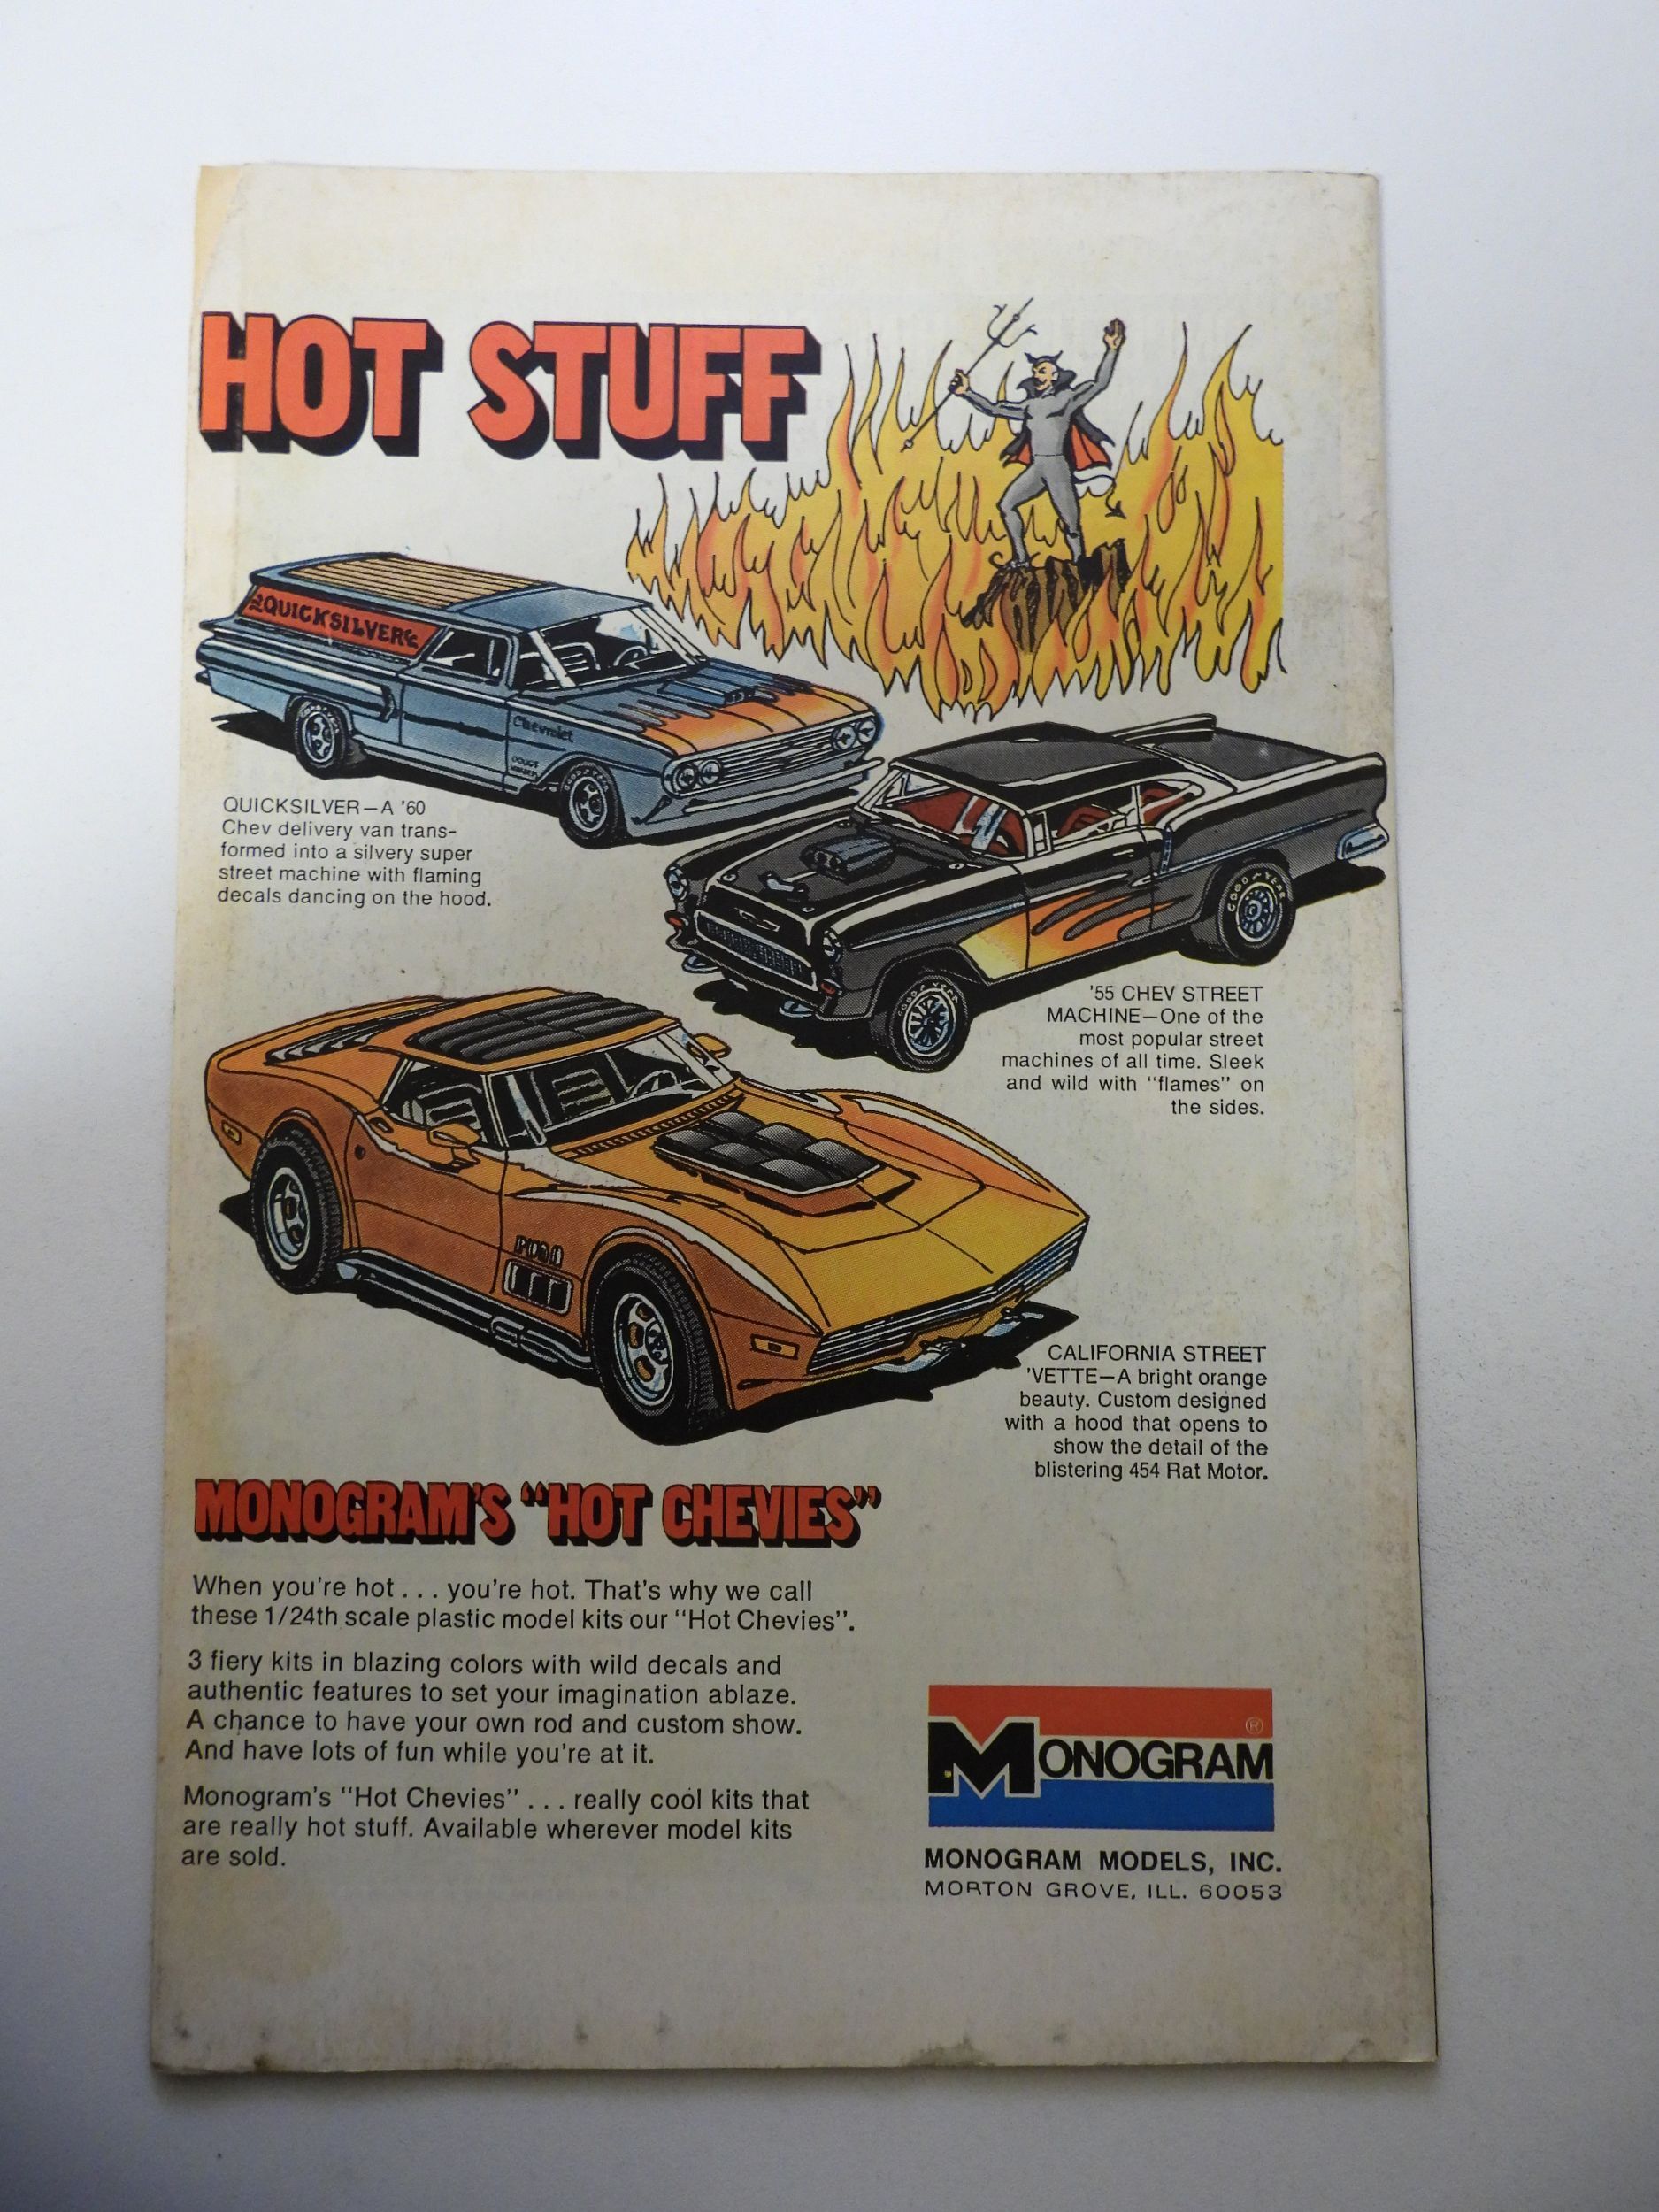 HOT STUFF
QUICKSILVER
Chevrolet
QUICKSILVER—A '60
Chev delivery van trans-
formed into a silvery super
street machine with flaming
decals dancing on the hood.
GOOD YEAR
GOOD YEAR
'55 CHEV STREET
MACHINE—One of the
most popular street
machines of all time. Sleek
and wild with "flames" on
the sides.
CALIFORNIA STREET
'VETTE—A bright orange
beauty. Custom designed
with a hood that opens to
show the detail of the
blistering 454 Rat Motor.
MONOGRAM'S "HOT CHEVIES"
When you're hot . . . you're hot. That's why we call
these 1/24th scale plastic model kits our "Hot Chevies".
3 fiery kits in blazing colors with wild decals and
authentic features to set your imagination ablaze.
A chance to have your own rod and custom show.
And have lots of fun while you're at it.
Monogram's "Hot Chevies" . . . really cool kits that
are really hot stuff. Available wherever model kits
are sold.
MONOGRAM ®
MONOGRAM MODELS, INC.
MORTON GROVE, ILL. 60053